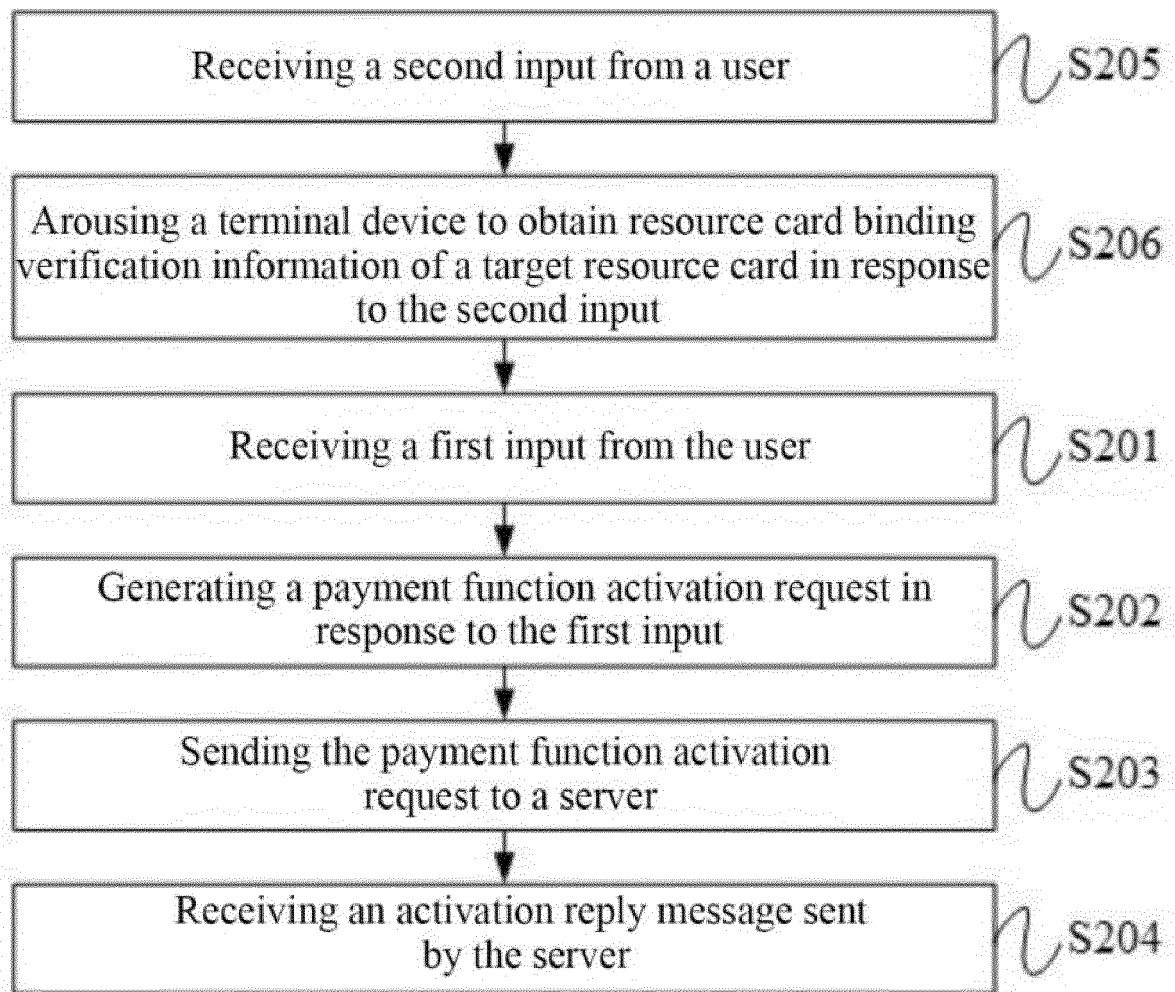 Receiving a second input from a user
S205
Arousing a terminal device to obtain resource card binding
verification information of a target resource card in response
to the second input
S206
Receiving a first input from the user
S201
Generating a payment function activation request in
response to the first input
S202
Sending the payment function activation
request to a server
S203
Receiving an activation reply message sent
by the server
S204